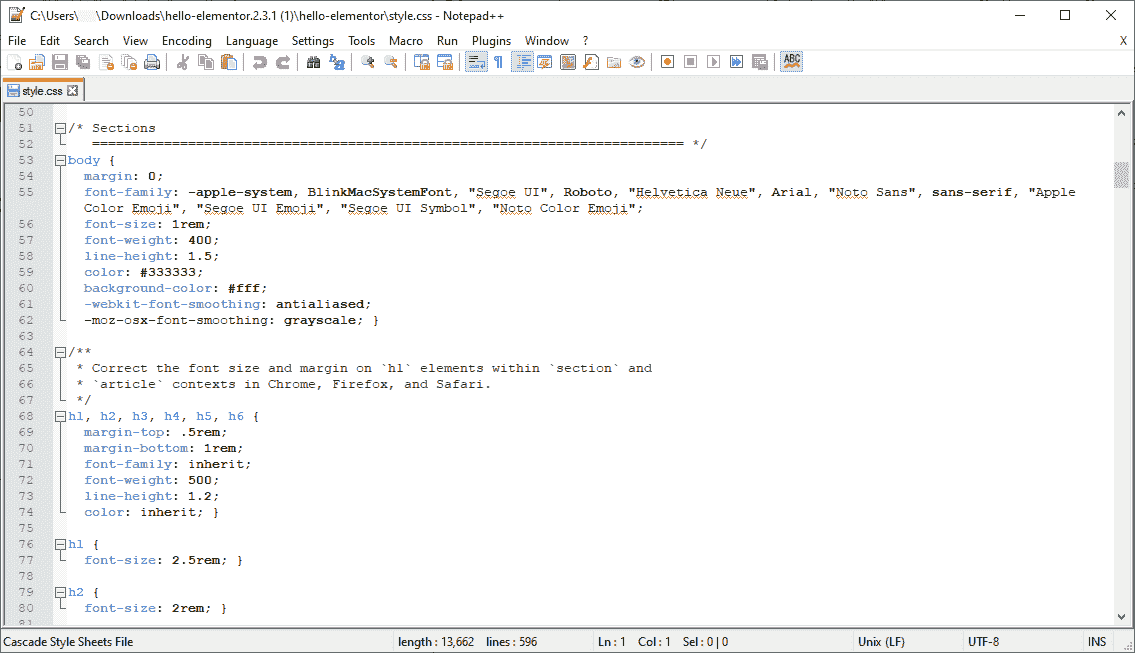 C:\Users\ \Downloads\hello-elementor.2.3.1 (1)\hello-elementor\style.css - Notepad++
File Edit Search View Encoding Language Settings Tools Macro Run Plugins Window ? X
ABC
style.css
50
51 /* Sections
52 ========================================================================== */
53 body {
54 margin: 0;
55 font-family: -apple-system, BlinkMacSystemFont, "Segoe UI", Roboto, "Helvetica Neue", Arial, "Noto Sans", sans-serif, "Apple
Color Emoji", "Segoe UI Emoji", "Segoe UI Symbol", "Noto Color Emoji";
56 font-size: 1rem;
57 font-weight: 400;
58 line-height: 1.5;
59 color: #333333;
60 background-color: #fff;
61 -webkit-font-smoothing: antialiased;
62 -moz-osx-font-smoothing: grayscale; }
63
64 /**
65 * Correct the font size and margin on `h1` elements within `section` and
66 * `article` contexts in Chrome, Firefox, and Safari.
67 */
68 h1, h2, h3, h4, h5, h6 {
69 margin-top: .5rem;
70 margin-bottom: 1rem;
71 font-family: inherit;
72 font-weight: 500;
73 line-height: 1.2;
74 color: inherit; }
75
76 h1 {
77 font-size: 2.5rem; }
78
79 h2 {
80 font-size: 2rem; }
81
Cascade Style Sheets File length : 13,662 lines : 596 Ln : 1 Col : 1 Sel : 0 | 0 Unix (LF) UTF-8 INS